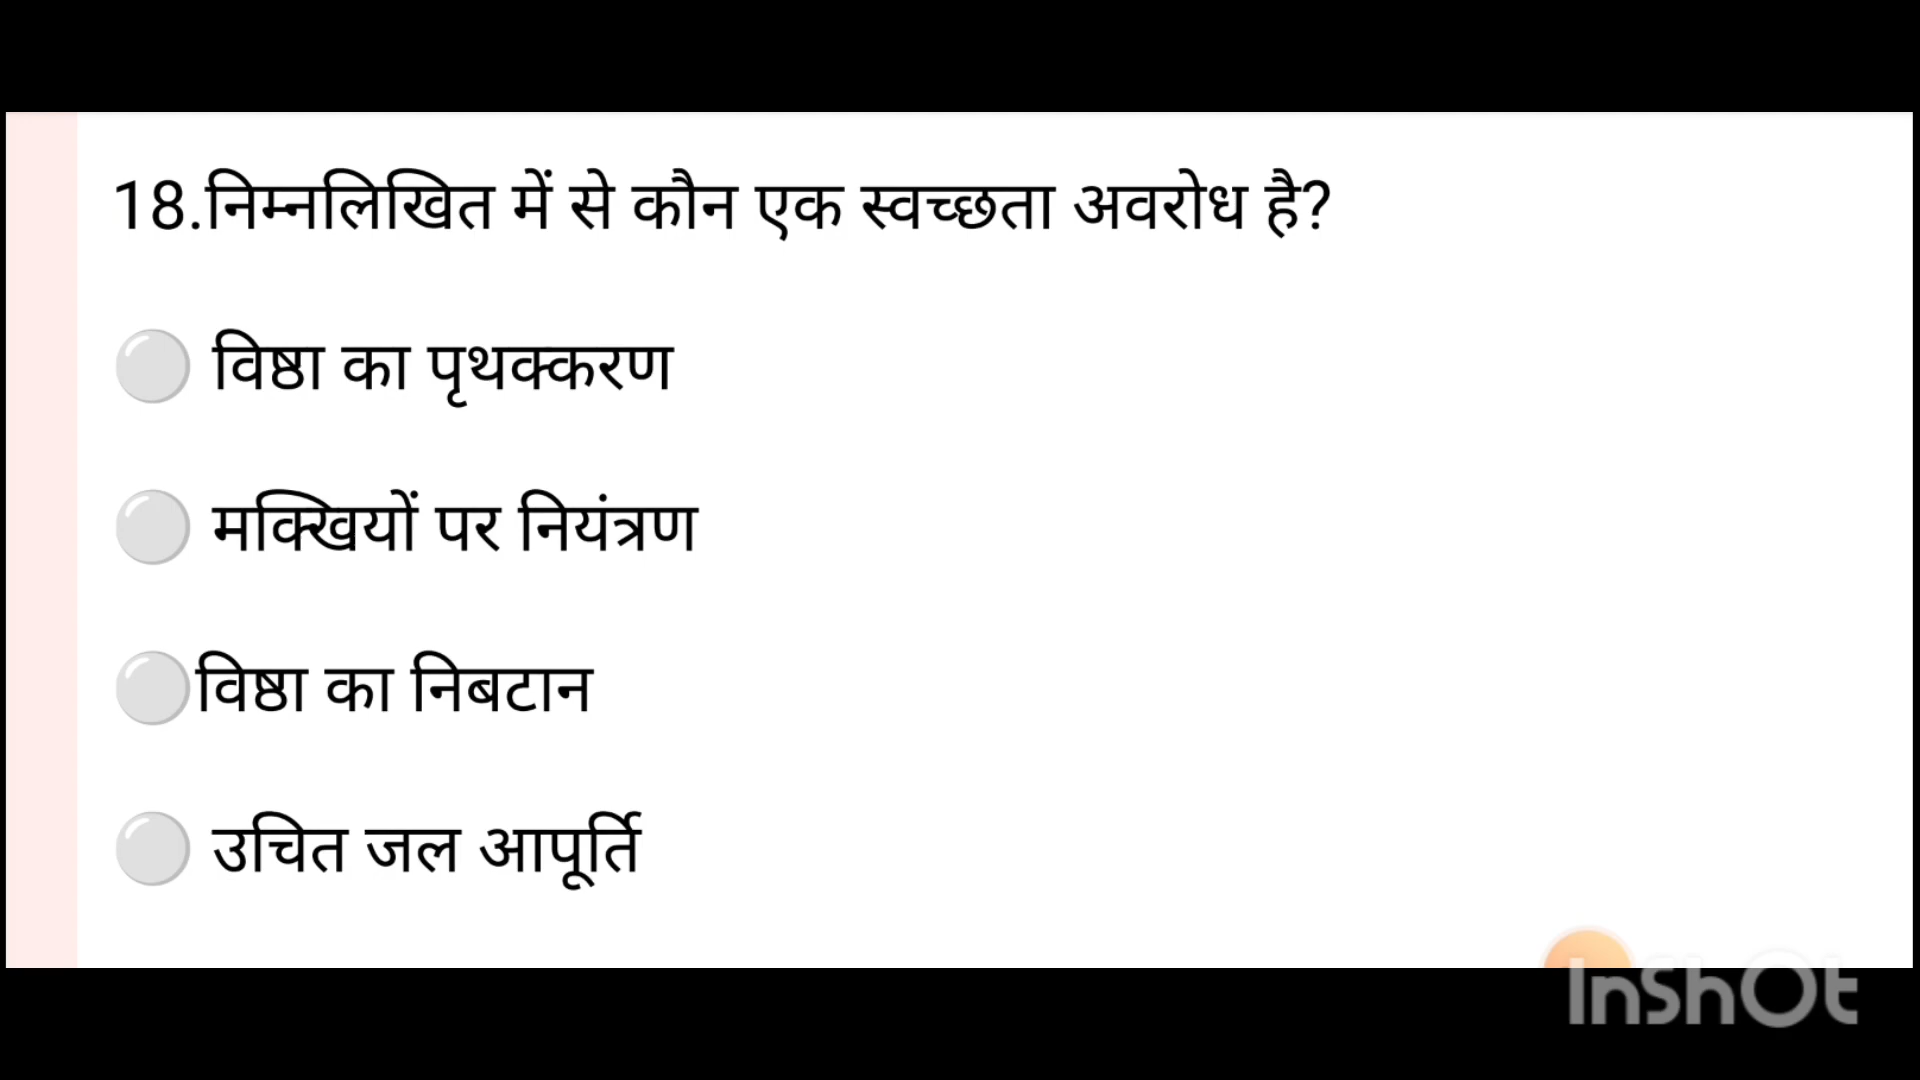 18.निम्नलिखित में से कौन एक स्वच्छता अवरोध है?
विष्ठा का पृथक्करण
मक्खियों पर नियंत्रण
विष्ठा का निबटान
उचित जल आपूर्ति
InShOt